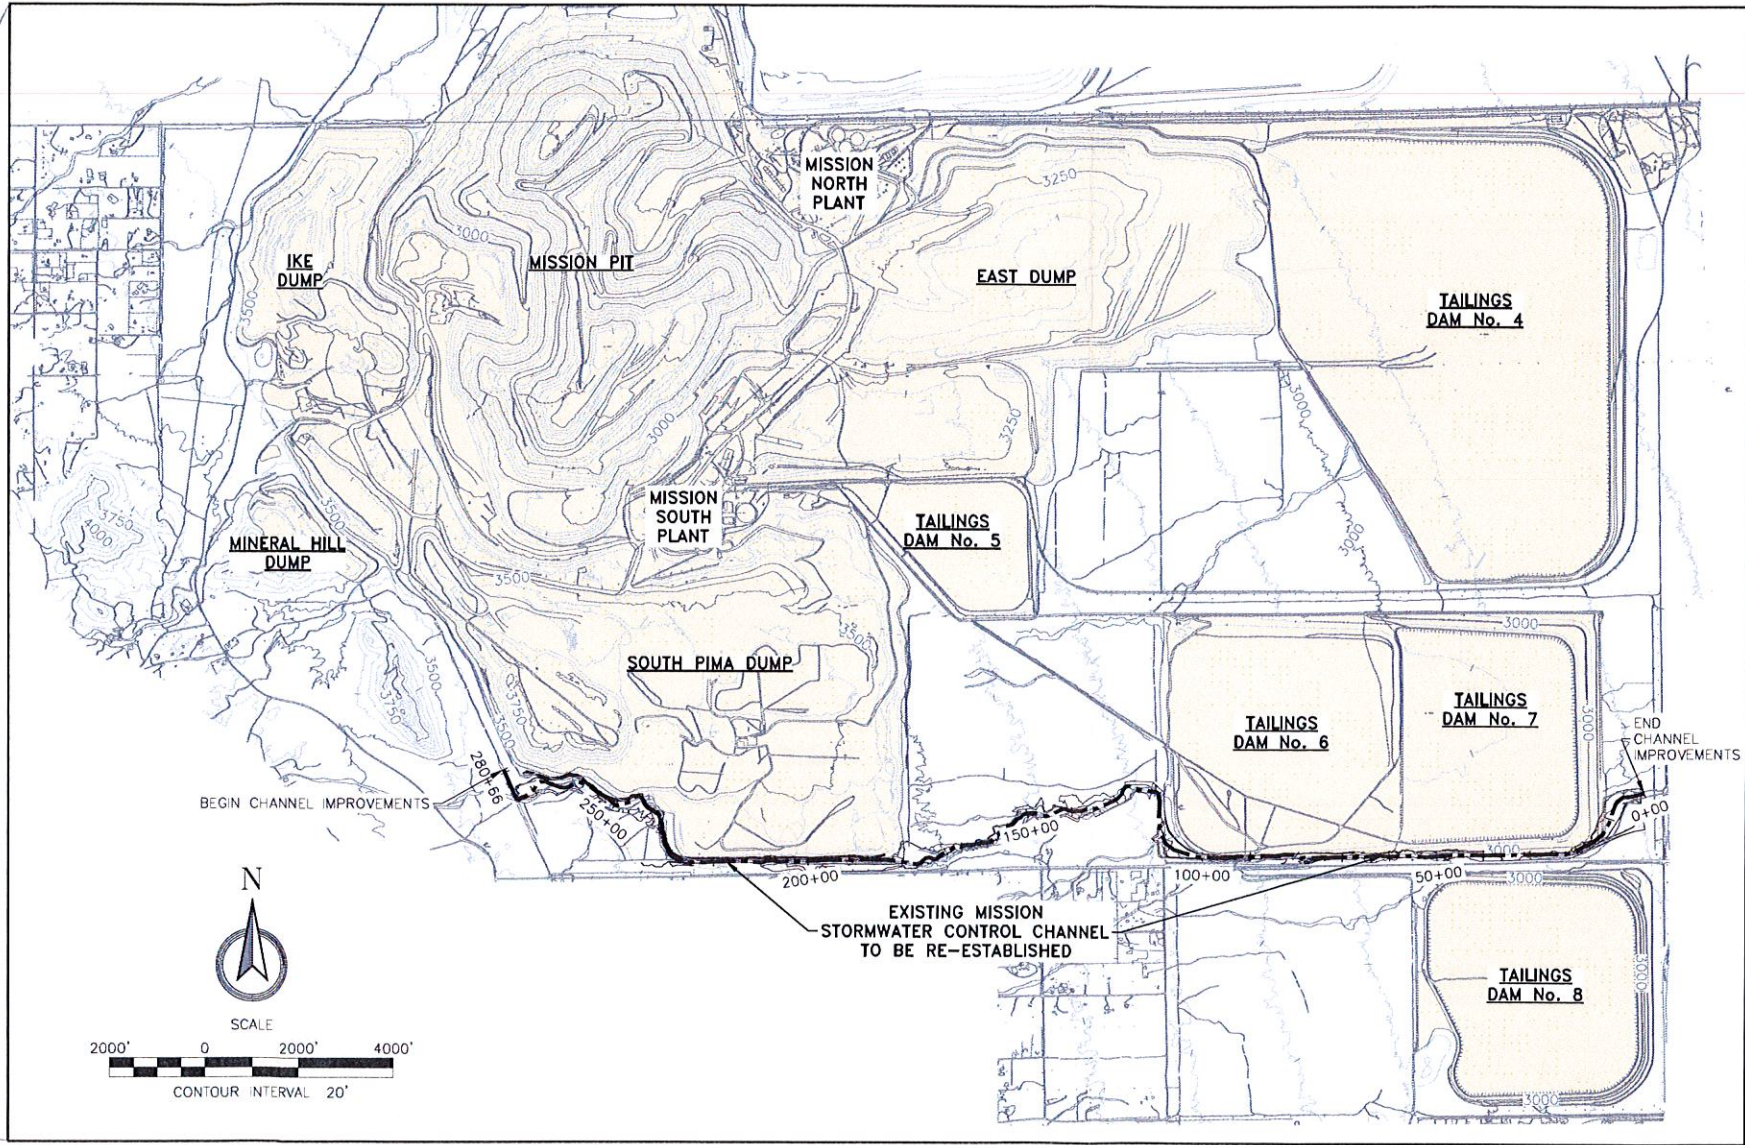 MISSION
NORTH
PLANT
3250
3000
IKE
DUMP
MISSION PIT
EAST DUMP
3500
TAILINGS
DAM No. 4
3000
3250
3000
MISSION
SOUTH
PLANT
3750
4000
3500
TAILINGS
DAM No. 5
MINERAL HILL
DUMP
3000
3500
3000
3500
SOUTH PIMA DUMP
3500
3750
3750
3500
TAILINGS
DAM No. 6
TAILINGS
DAM No. 7
3000
END
CHANNEL
IMPROVEMENTS
280+66
BEGIN CHANNEL IMPROVEMENTS
250+00
150+00
0+00
3000
200+00
100+00
50+00
3000
EXISTING MISSION
STORMWATER CONTROL CHANNEL
TO BE RE-ESTABLISHED
N
TAILINGS
DAM No. 8
3000
SCALE
2000' 0 2000' 4000'
CONTOUR INTERVAL 20'
3000